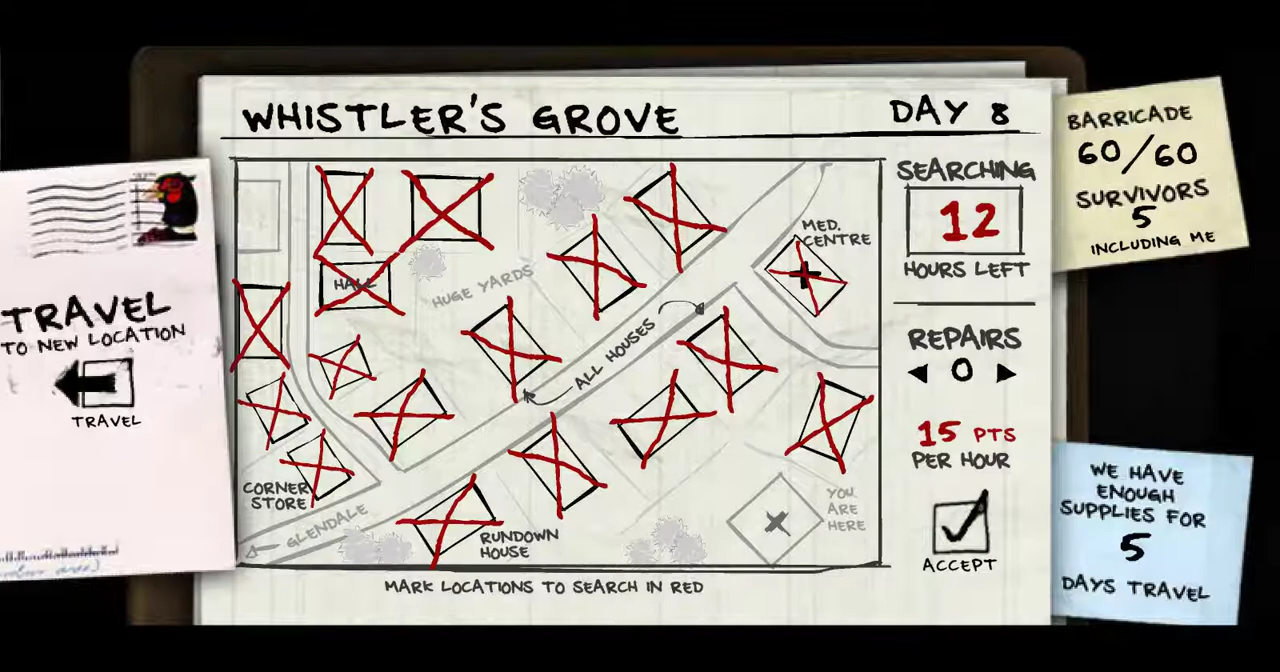 WHISTLER'S GROVE
DAY 8
TRAVEL
TO NEW LOCATION
TRAVEL
HALL
HUGE YARDS
ALL HOUSES
MED.
CENTRE
CORNER
STORE
GLENDALE
RUNDOWN
HOUSE
YOU
ARE
HERE
MARK LOCATIONS TO SEARCH IN RED
SEARCHING
12
HOURS LEFT
REPAIRS
0
15 PTS
PER HOUR
ACCEPT
BARRICADE
60/60
SURVIVORS
5
INCLUDING ME
WE HAVE
ENOUGH
SUPPLIES FOR
5
DAYS TRAVEL